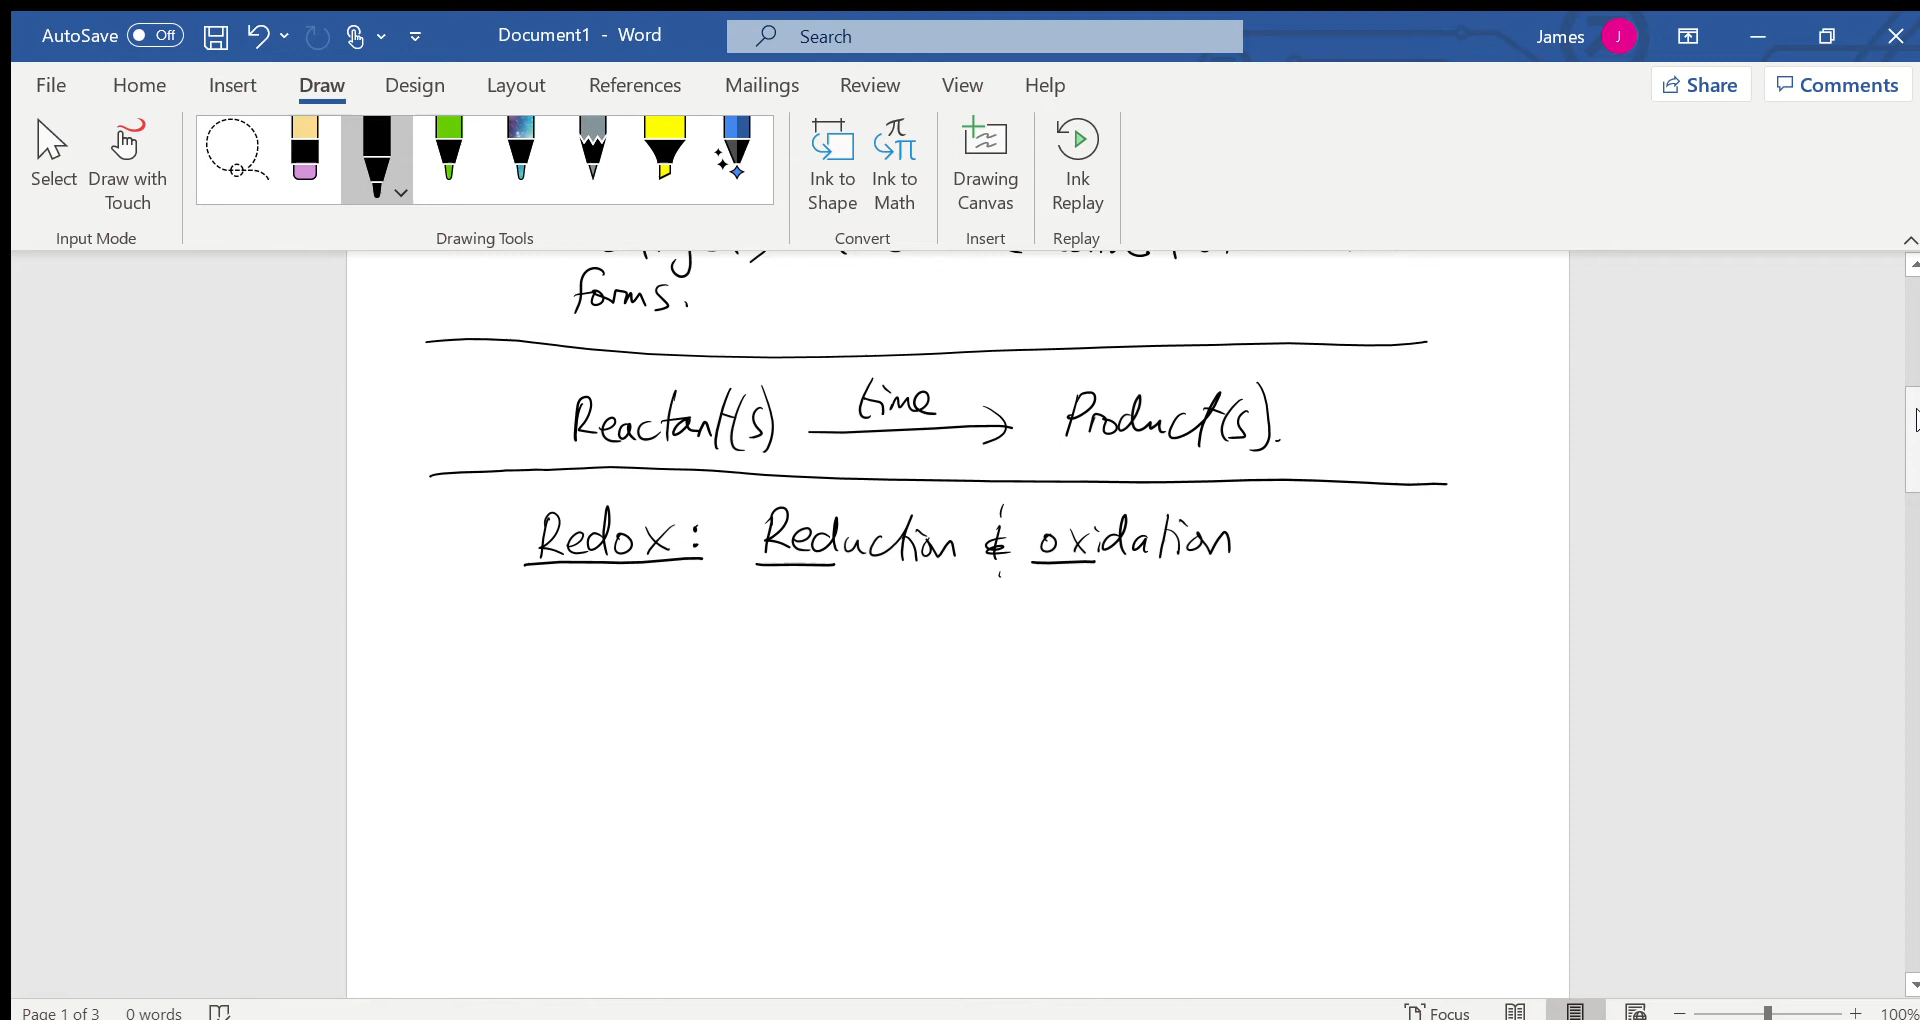 AutoSave Off Document1 - Word Search James J
File Home Insert Draw Design Layout References Mailings Review View Help Share Comments
Select Draw with Touch Ink to Shape Ink to Math Drawing Canvas Ink Replay
Input Mode Drawing Tools Convert Insert Replay
forms.
Reactant(s) time Product(s).
Redox: Reduction & oxidation
Page 1 of 3 0 words Focus 100%